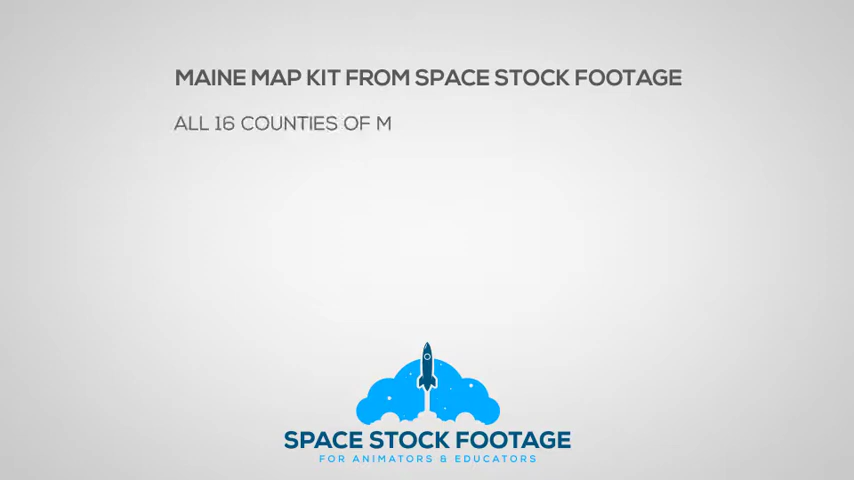 MAINE MAP KIT FROM SPACE STOCK FOOTAGE
ALL 16 COUNTIES OF M
SPACE STOCK FOOTAGE
FOR ANIMATORS & EDUCATORS